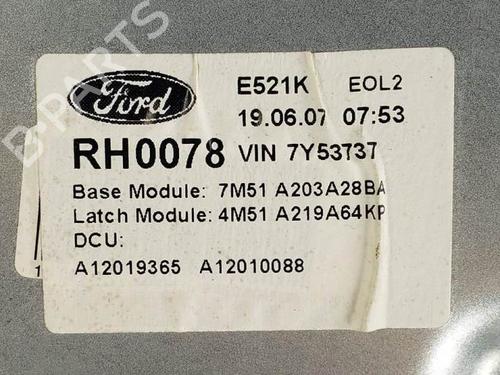 B-PARTS
Ford
E521K EOL2
19.06.07 07:53
RH0078 VIN 7Y53737
Base Module: 7M51 A203A28BA
Latch Module: 4M51 A219A64KP
DCU:
A12019365 A12010088